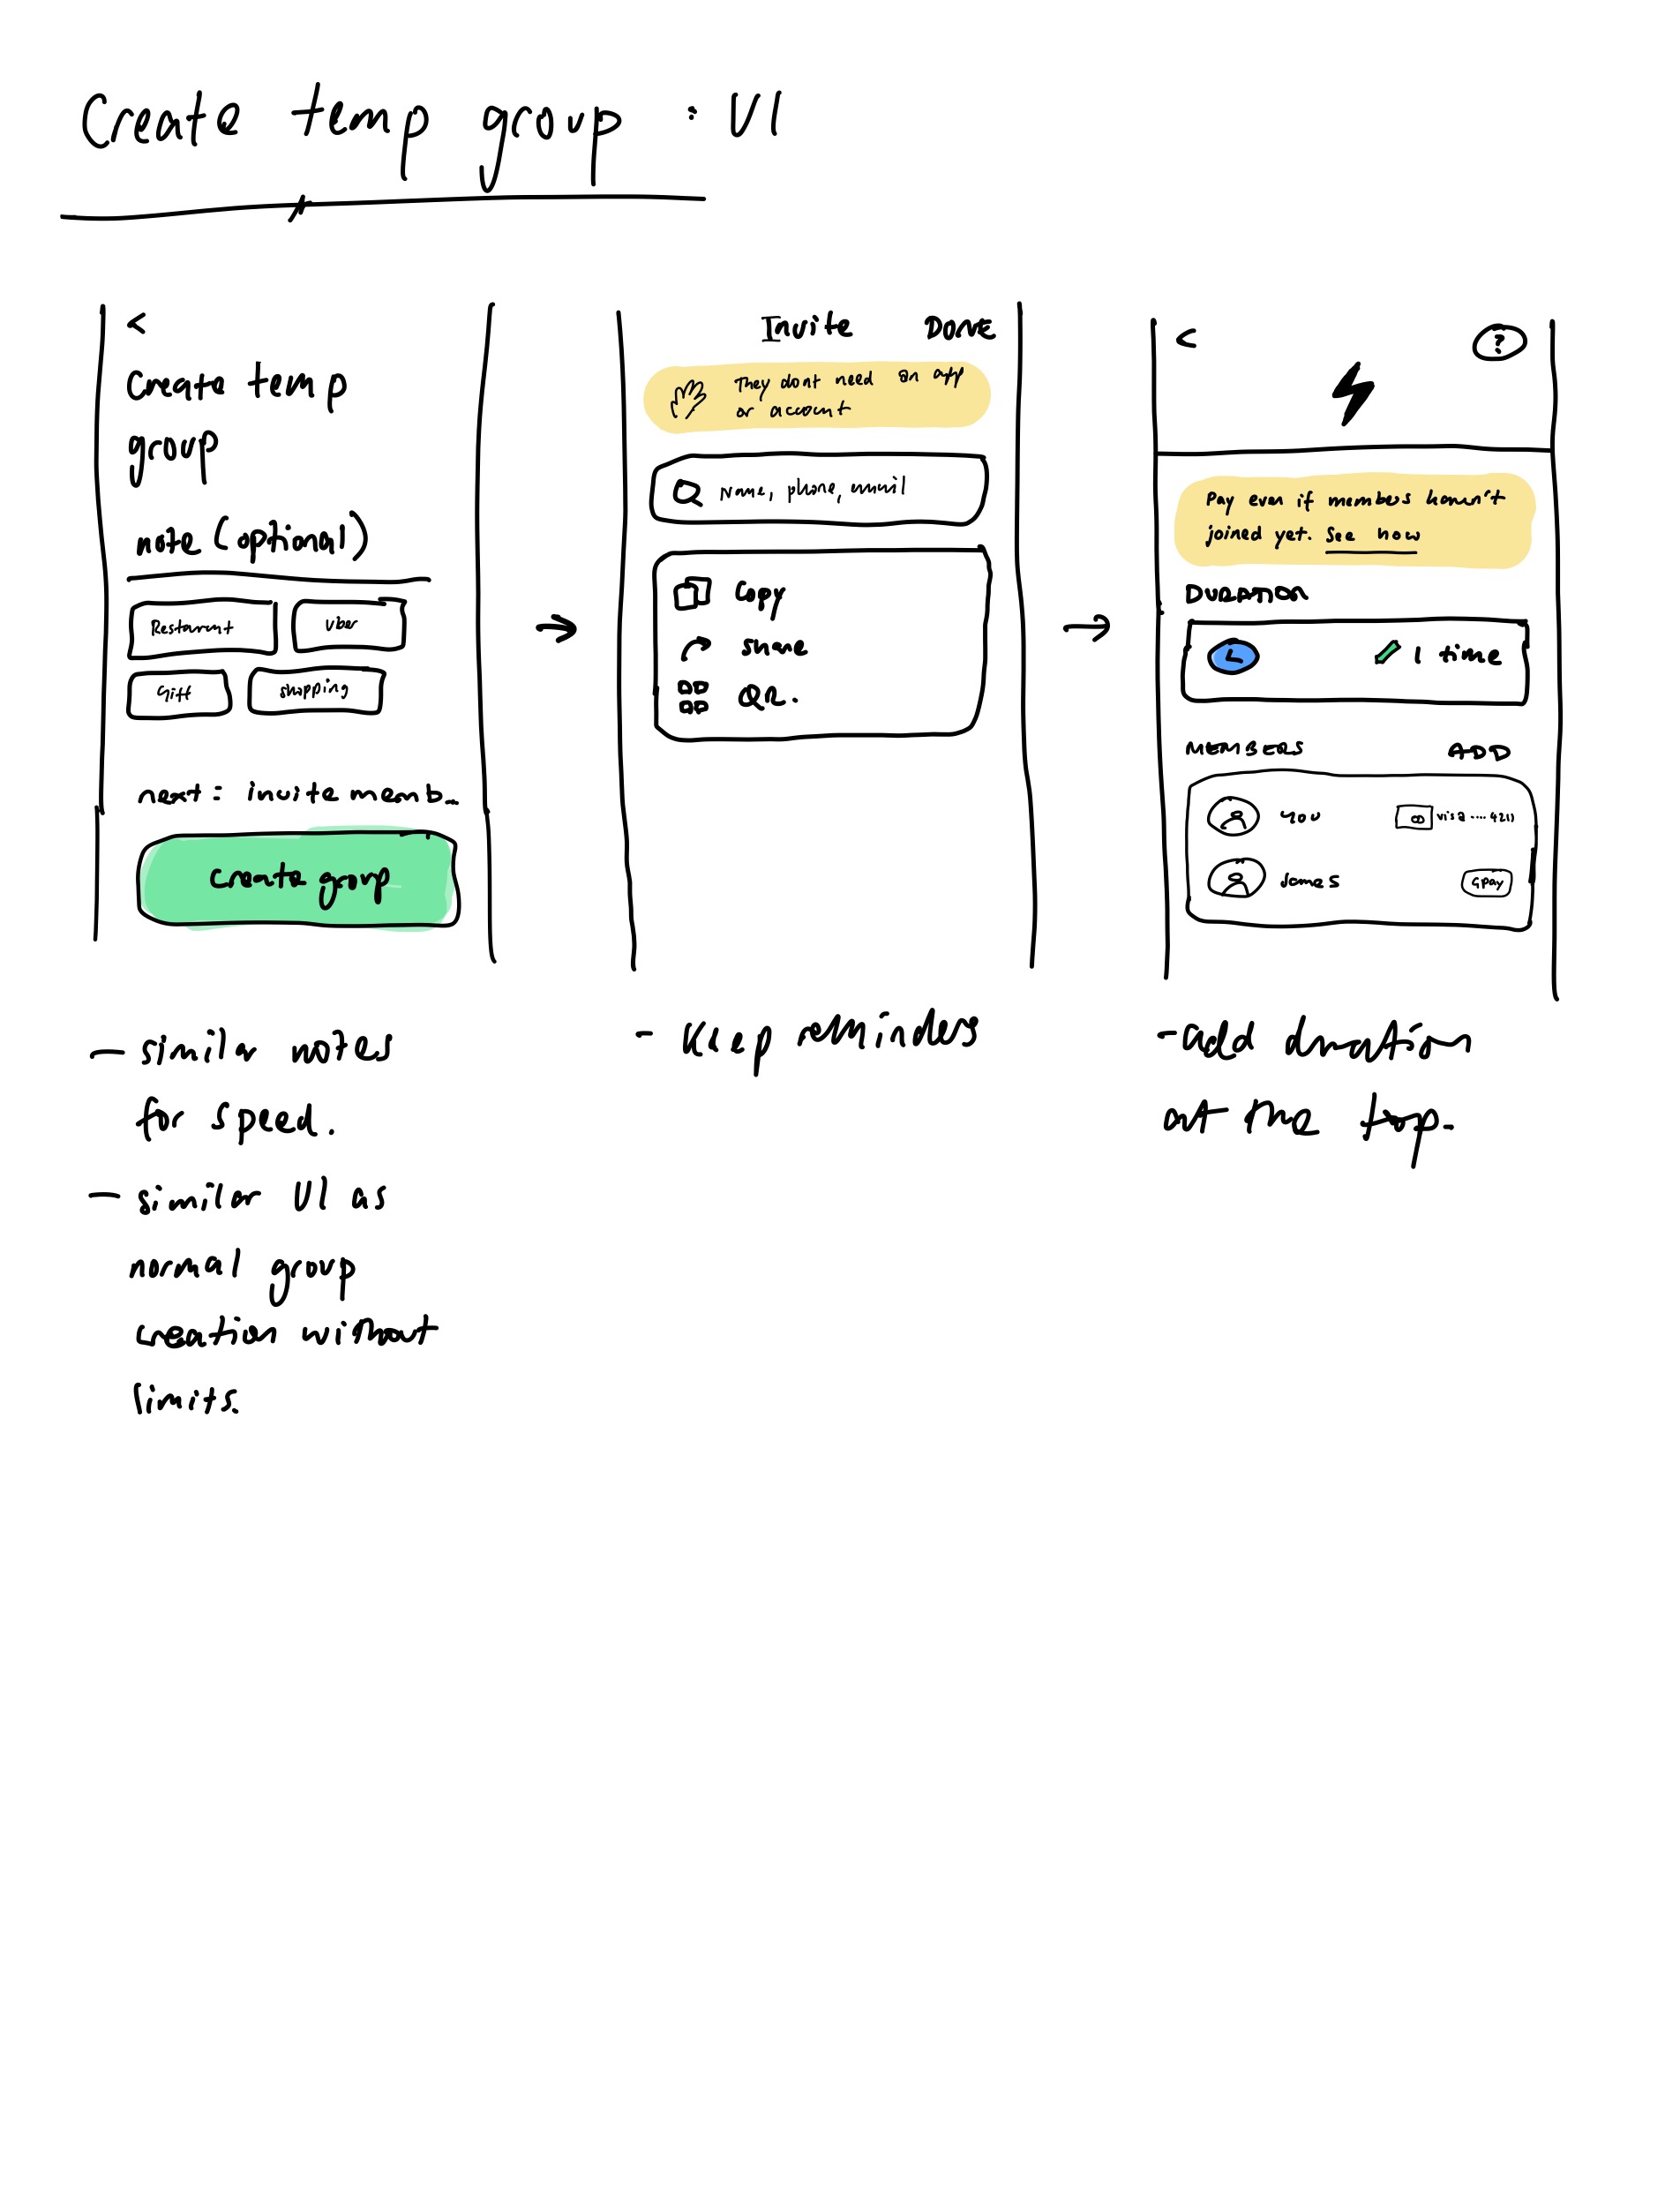 Create temp group : UI
<
Create temp
group
note (optional)
Restarunt
Uber
Gift
shopping
next: invite memb...
Create group
- similar notes
for speed.
- similar UI as
normal group
creation without
limits.
Invite DONE
They dont need an app
or account
Name, phone, email
Copy
share
QR.
- Keep reminders
< ?
Pay even if members haven't
joined yet. See how
DURATION
1 time
MEMBERS ADD
You visa .... 4211
James GPay
- add duration
at the top.